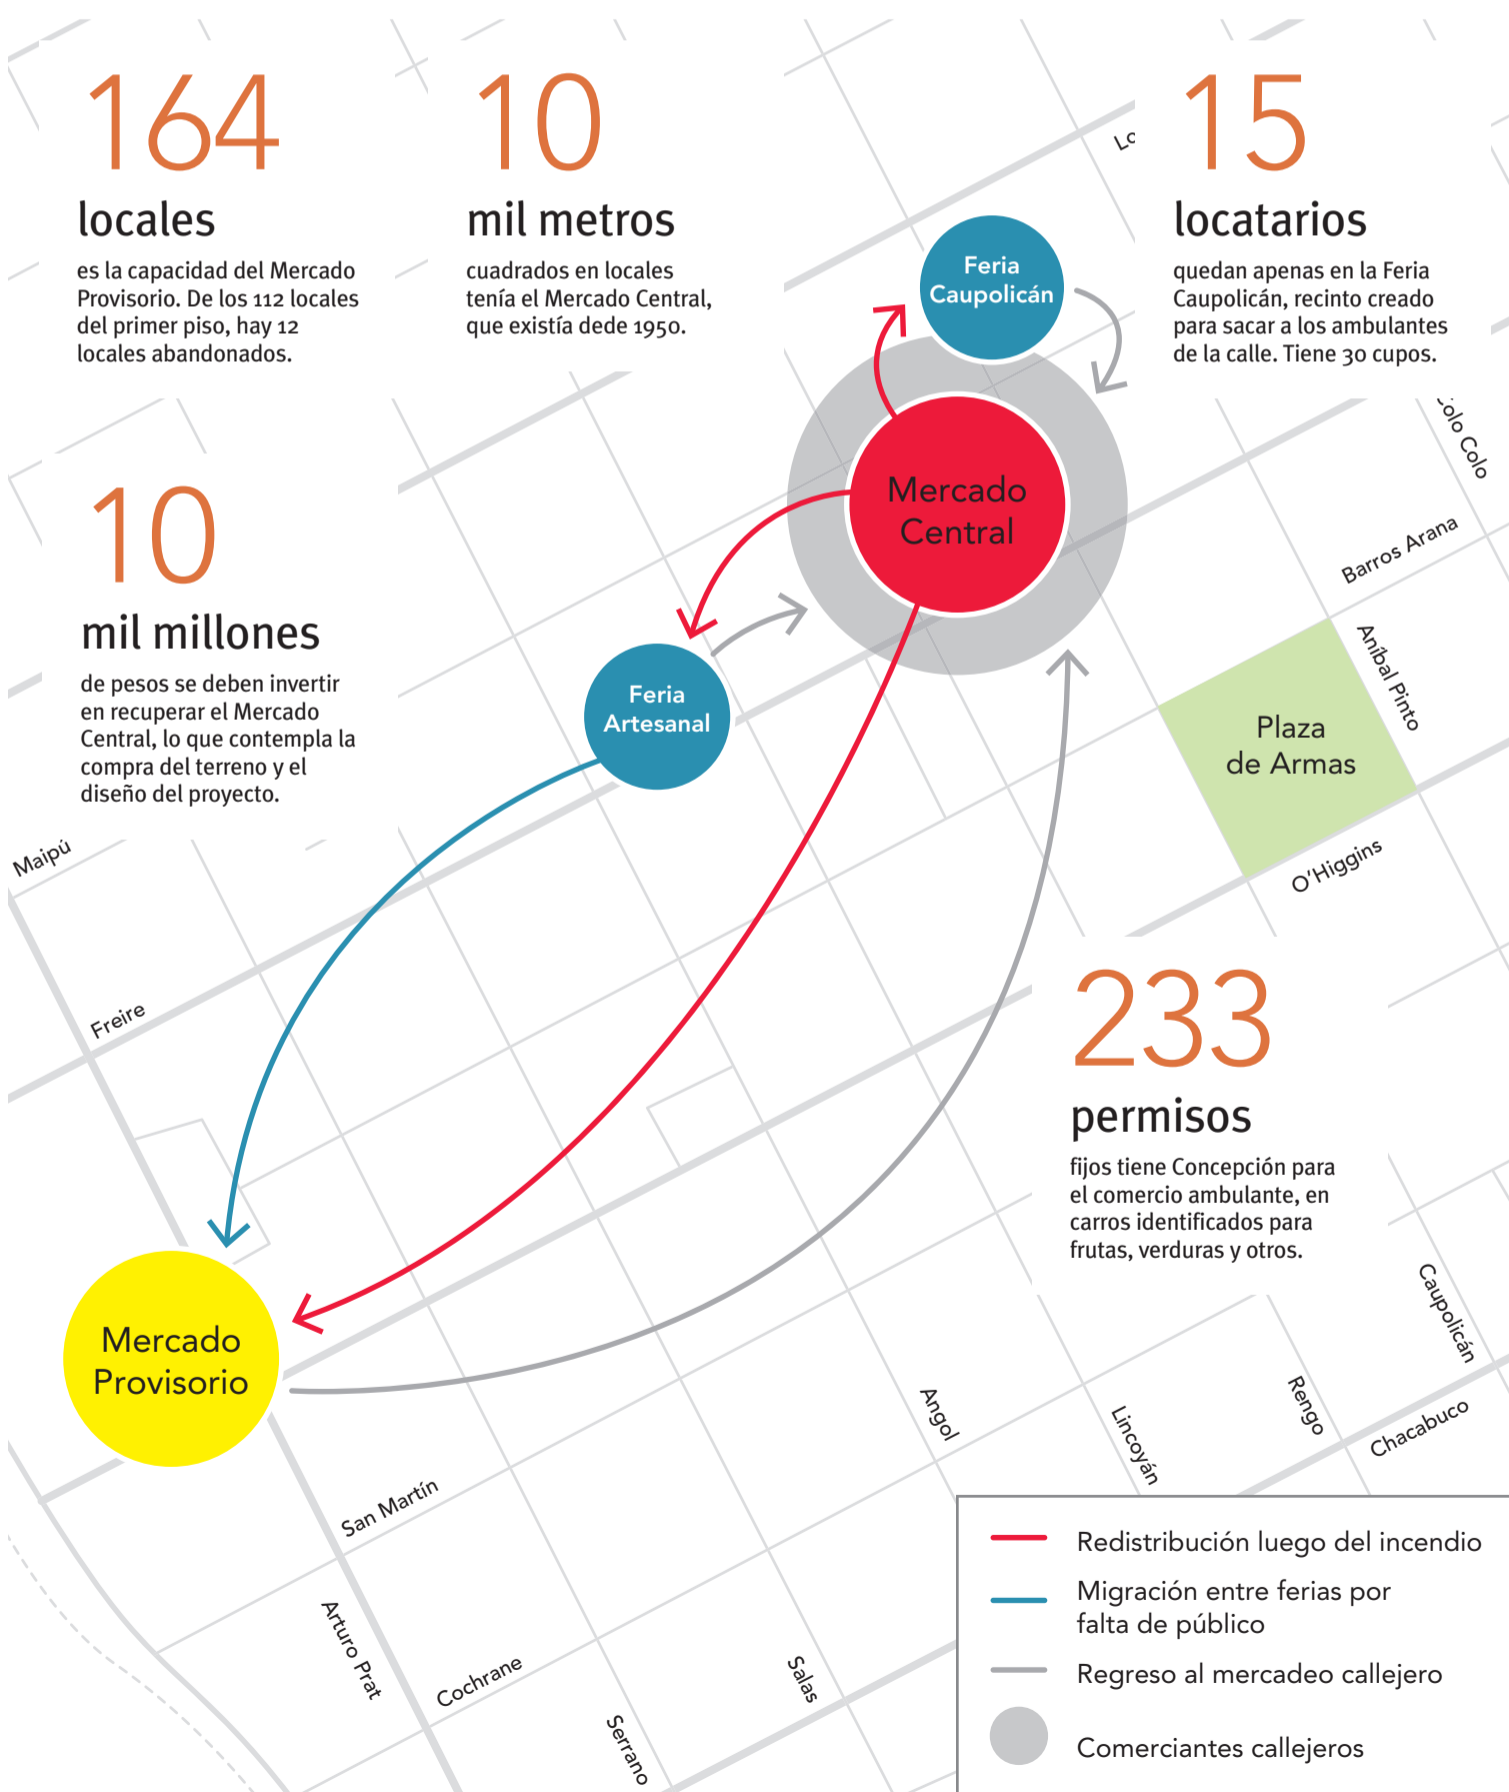 164
locales
es la capacidad del Mercado
Provisorio. De los 112 locales
del primer piso, hay 12
locales abandonados.
10
mil metros
cuadrados en locales
tenía el Mercado Central,
que existía dede 1950.
15
locatarios
quedan apenas en la Feria
Caupolicán, recinto creado
para sacar a los ambulantes
de la calle. Tiene 30 cupos.
10
mil millones
de pesos se deben invertir
en recuperar el Mercado
Central, lo que contempla la
compra del terreno y el
diseño del proyecto.
Feria
Caupolicán
Mercado
Central
Feria
Artesanal
Colo Colo
Barros Arana
Aníbal Pinto
Plaza
de Armas
O'Higgins
Maipú
Freire
233
permisos
fijos tiene Concepción para
el comercio ambulante, en
carros identificados para
frutas, verduras y otros.
Mercado
Provisorio
Caupolicán
Rengo
Chacabuco
Angol
Lincoyán
San Martín
Arturo Prat
Cochrane
Serrano
Salas
Redistribución luego del incendio
Migración entre ferias por
falta de público
Regreso al mercadeo callejero
Comerciantes callejeros